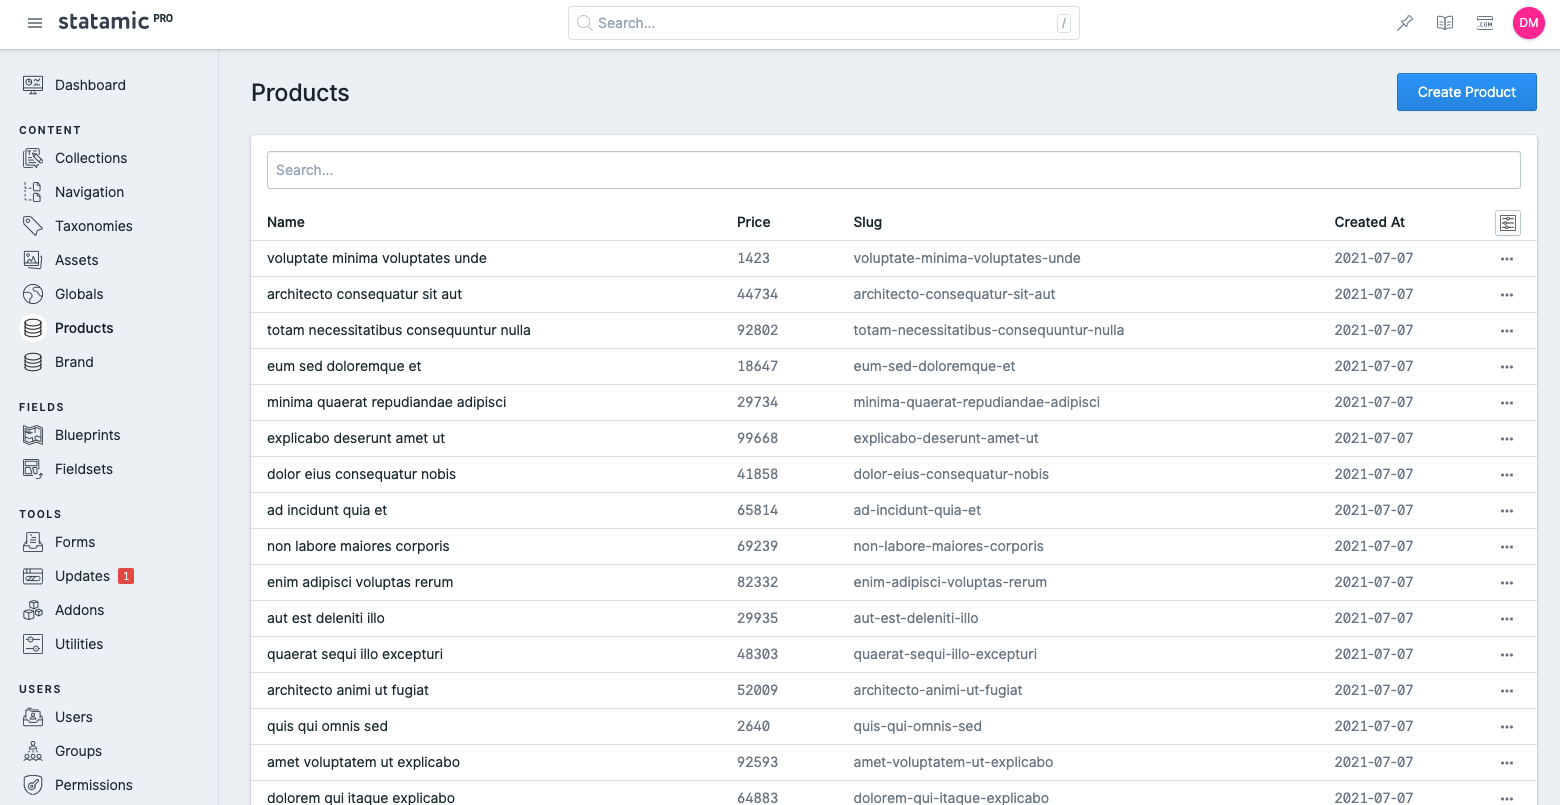 statamic PRO
Search...
/
.COM
DM
Dashboard
CONTENT
Collections
Navigation
Taxonomies
Assets
Globals
Products
Brand
FIELDS
Blueprints
Fieldsets
TOOLS
Forms
Updates 1
Addons
Utilities
USERS
Users
Groups
Permissions
Products
Create Product
Search...
Name Price Slug Created At
voluptate minima voluptates unde 1423 voluptate-minima-voluptates-unde 2021-07-07
architecto consequatur sit aut 44734 architecto-consequatur-sit-aut 2021-07-07
totam necessitatibus consequuntur nulla 92802 totam-necessitatibus-consequuntur-nulla 2021-07-07
eum sed doloremque et 18647 eum-sed-doloremque-et 2021-07-07
minima quaerat repudiandae adipisci 29734 minima-quaerat-repudiandae-adipisci 2021-07-07
explicabo deserunt amet ut 99668 explicabo-deserunt-amet-ut 2021-07-07
dolor eius consequatur nobis 41858 dolor-eius-consequatur-nobis 2021-07-07
ad incidunt quia et 65814 ad-incidunt-quia-et 2021-07-07
non labore maiores corporis 69239 non-labore-maiores-corporis 2021-07-07
enim adipisci voluptas rerum 82332 enim-adipisci-voluptas-rerum 2021-07-07
aut est deleniti illo 29935 aut-est-deleniti-illo 2021-07-07
quaerat sequi illo excepturi 48303 quaerat-sequi-illo-excepturi 2021-07-07
architecto animi ut fugiat 52009 architecto-animi-ut-fugiat 2021-07-07
quis qui omnis sed 2640 quis-qui-omnis-sed 2021-07-07
amet voluptatem ut explicabo 92593 amet-voluptatem-ut-explicabo 2021-07-07
dolorem qui itaque explicabo 64883 dolorem-qui-itaque-explicabo 2021-07-07